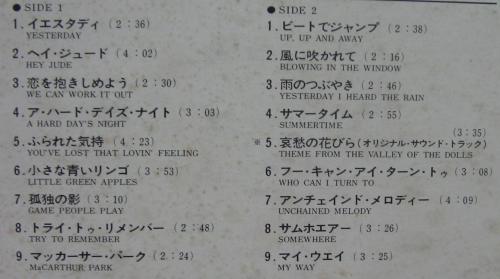 ● SIDE 1
1. イエスタディ (2：36)
YESTERDAY
2. ヘイ・ジュード (4：02)
HEY JUDE
3. 恋を抱きしめよう (2：30)
WE CAN WORK IT OUT
4. ア・ハード・デイズ・ナイト (3：03)
A HARD DAY'S NIGHT
5. ふられた気持 (4：23)
YOU'VE LOST THAT LOVIN' FEELING
6. 小さな青いリンゴ (3：53)
LITTLE GREEN APPLES
7. 孤独の影 (3：10)
GAME PEOPLE PLAY
8. トライ・トゥ・リメンバー (2：48)
TRY TO REMEMBER
9. マッカーサー・パーク (2：24)
MaCARTHUR PARK
● SIDE 2
1. ビートでジャンプ (2：38)
UP, UP AND AWAY
2. 風に吹かれて (2：16)
BLOWING IN THE WINDOW
3. 雨のつぶやき (2：46)
YESTERDAY I HEARD THE RAIN
4. サマータイム (2：55)
SUMMERTIME
(3：35)
※ 5. 哀愁の花びら (オリジナル・サウンド・トラック)
THEME FROM THE VALLEY OF THE DOLLS
6. フー・キャン・アイ・ターン・トゥ (3：08)
WHO CAN I TURN TO
7. アンチェインド・メロディー (4：09)
UNCHAINED MELODY
8. サムホエアー (3：26)
SOMEWHERE
9. マイ・ウエイ (3：25)
MY WAY